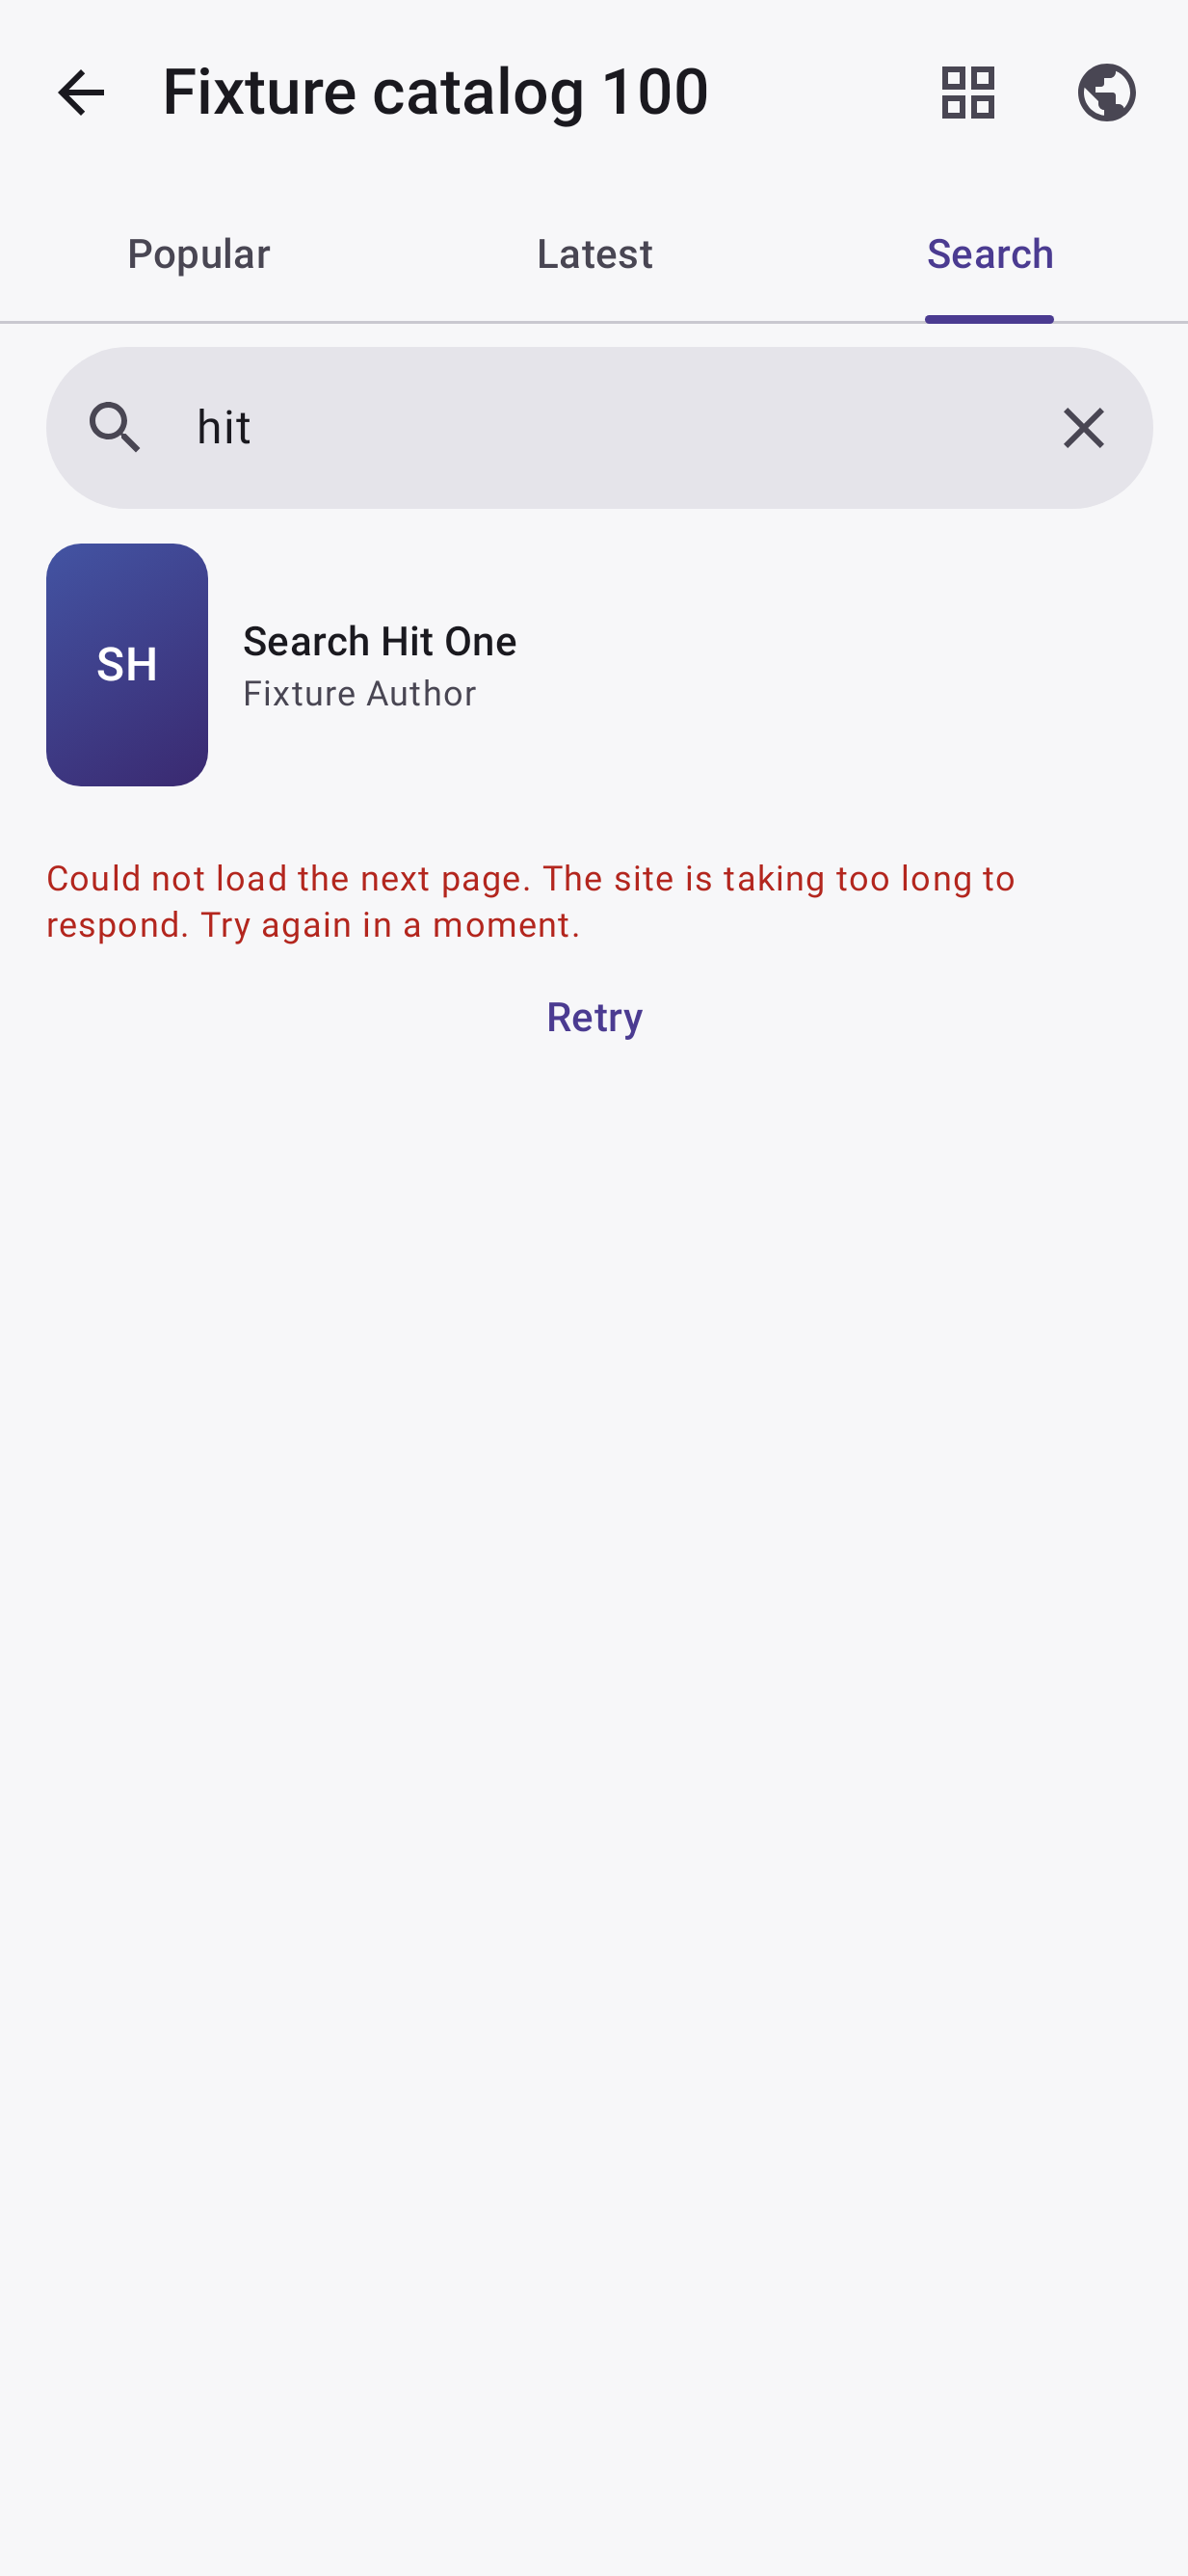 Fixture catalog 100
Popular
Latest
Search
hit
SH
Search Hit One
Fixture Author
Could not load the next page. The site is taking too long to
respond. Try again in a moment.
Retry